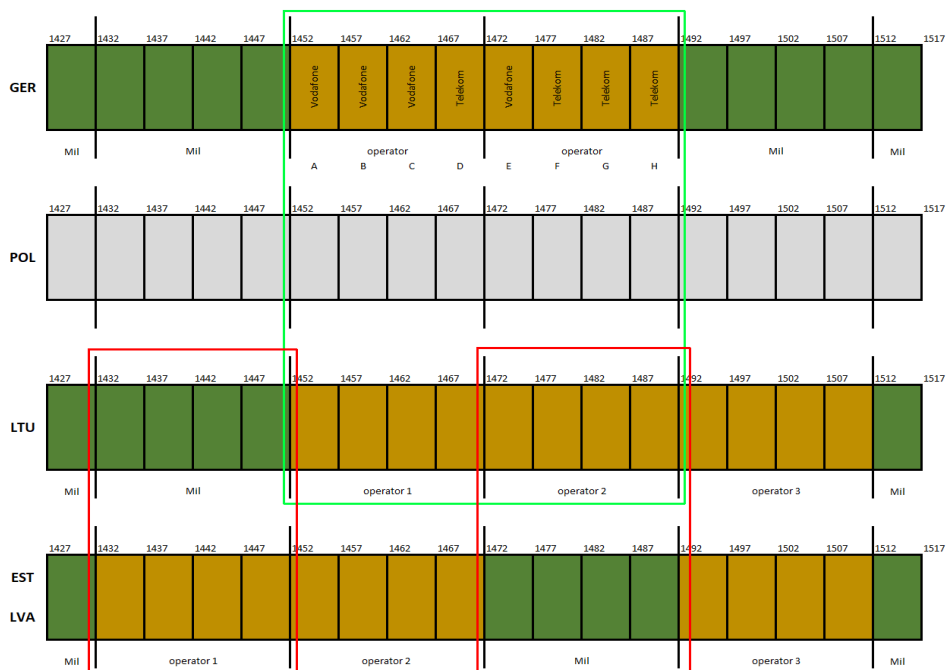 1427 1432 1437 1442 1447 1452 1457 1462 1467 1472 1477 1482 1487 1492 1497 1502 1507 1512 1517
GER
Vodafone Vodafone Vodafone Telekom Vodafone Telekom Telekom Telekom
Mil Mil operator operator Mil Mil
A B C D E F G H
1427 1432 1437 1442 1447 1452 1457 1462 1467 1472 1477 1482 1487 1492 1497 1502 1507 1512 1517
POL
1427 1432 1437 1442 1447 1452 1457 1462 1467 1472 1477 1482 1487 1492 1497 1502 1507 1512 1517
LTU
Mil Mil operator 1 operator 2 operator 3 Mil
1427 1432 1437 1442 1447 1452 1457 1462 1467 1472 1477 1482 1487 1492 1497 1502 1507 1512 1517
EST
LVA
Mil operator 1 operator 2 Mil operator 3 Mil